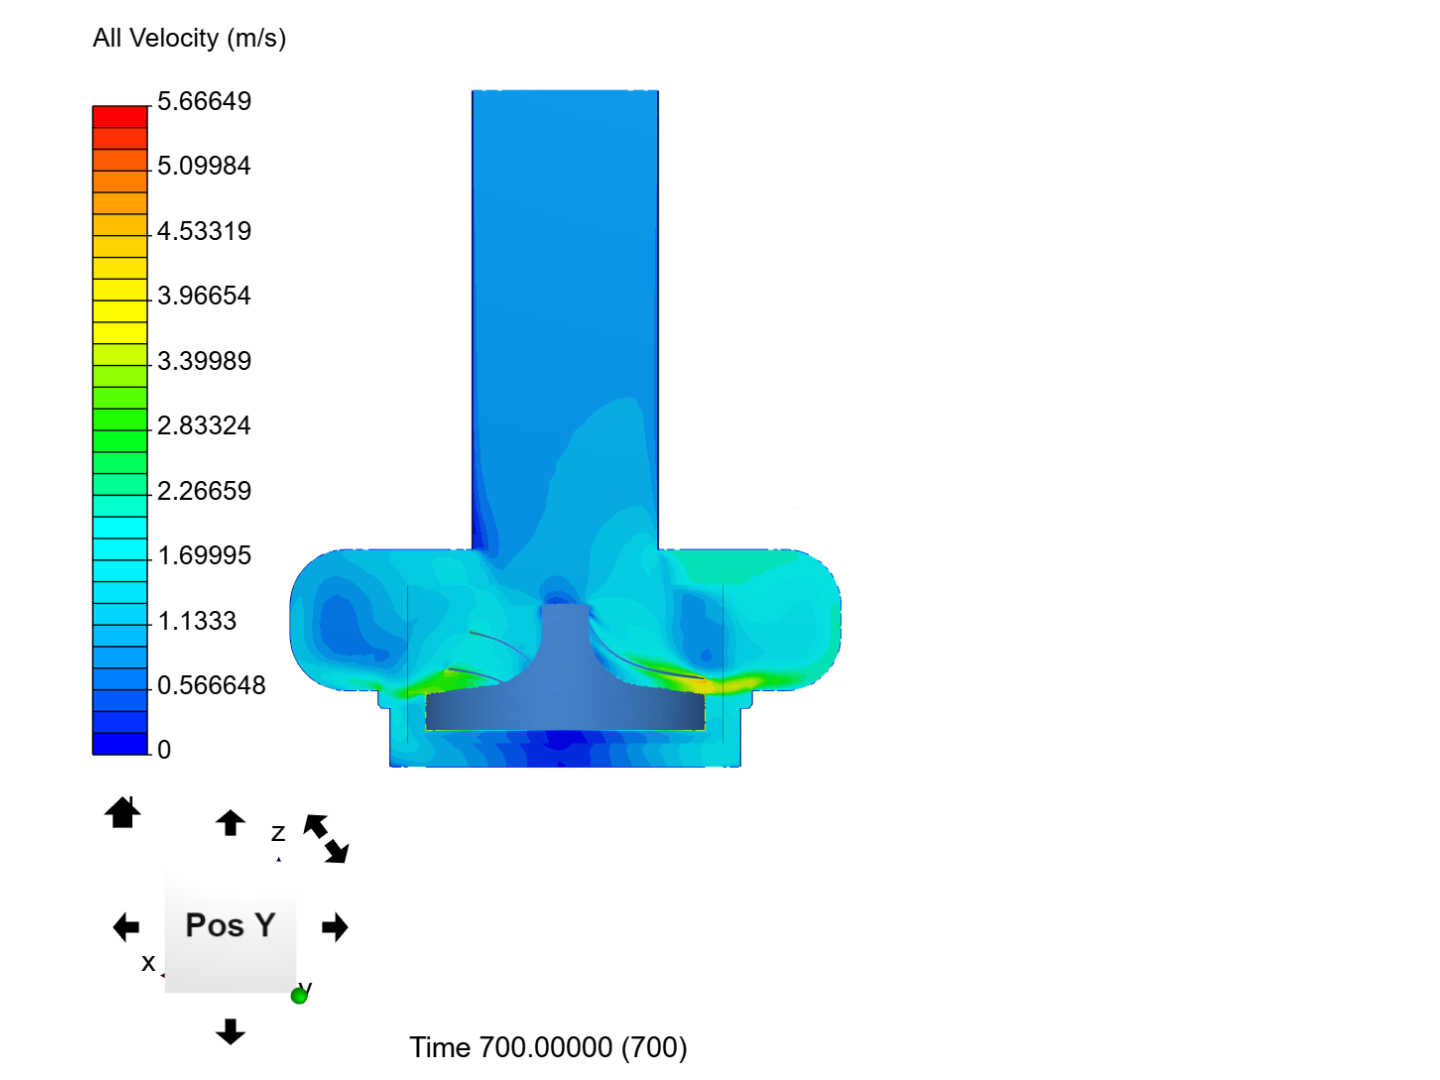 All Velocity (m/s)
5.66649
5.09984
4.53319
3.96654
3.39989
2.83324
2.26659
1.69995
1.1333
0.566648
0
z
Pos Y
x
y
Time 700.00000 (700)